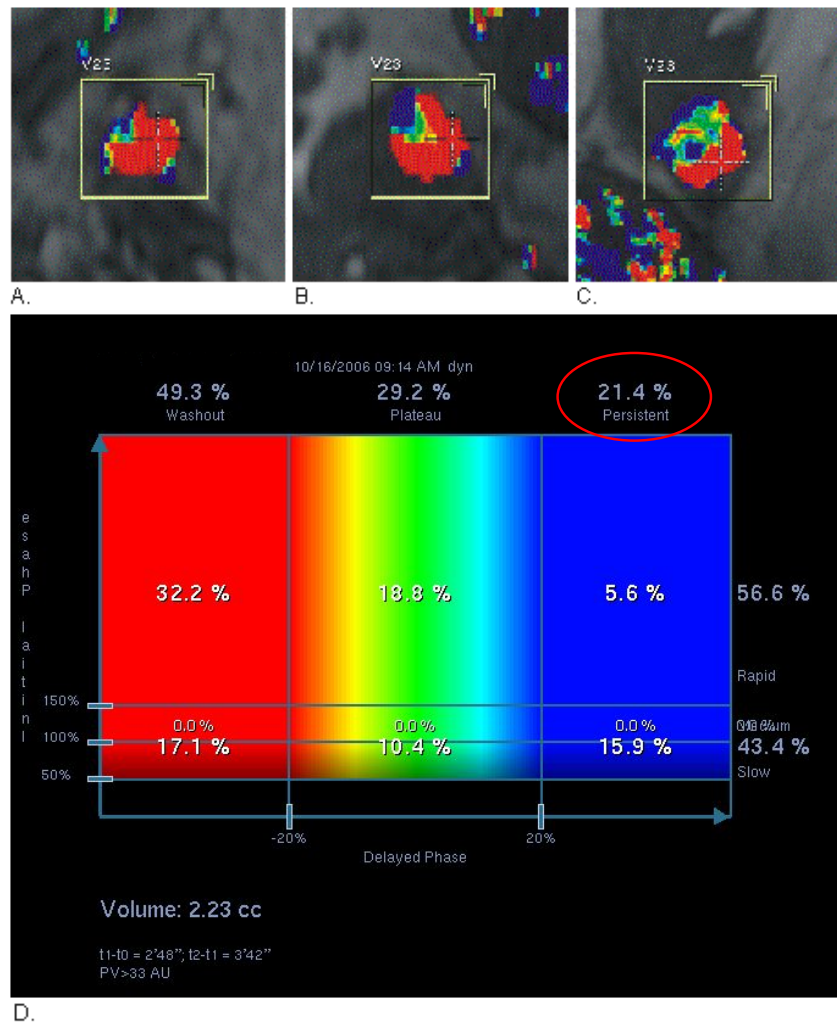 V23
V23
V33
A.
B.
C.
10/16/2006 09:14 AM dyn
49.3 % 29.2 % 21.4 %
Washout Plateau Persistent
esahP laitinI
32.2 % 18.8 % 5.6 % 56.6 %
Rapid
150%
0.0 % 0.0 % 0.0 %
100%
17.1 % 10.4 % 15.9 % 43.4 %
50%
Slow
-20% 20%
Delayed Phase
Volume: 2.23 cc
t1-t0 = 2'48"; t2-t1 = 3'42"
PV>33 AU
D.